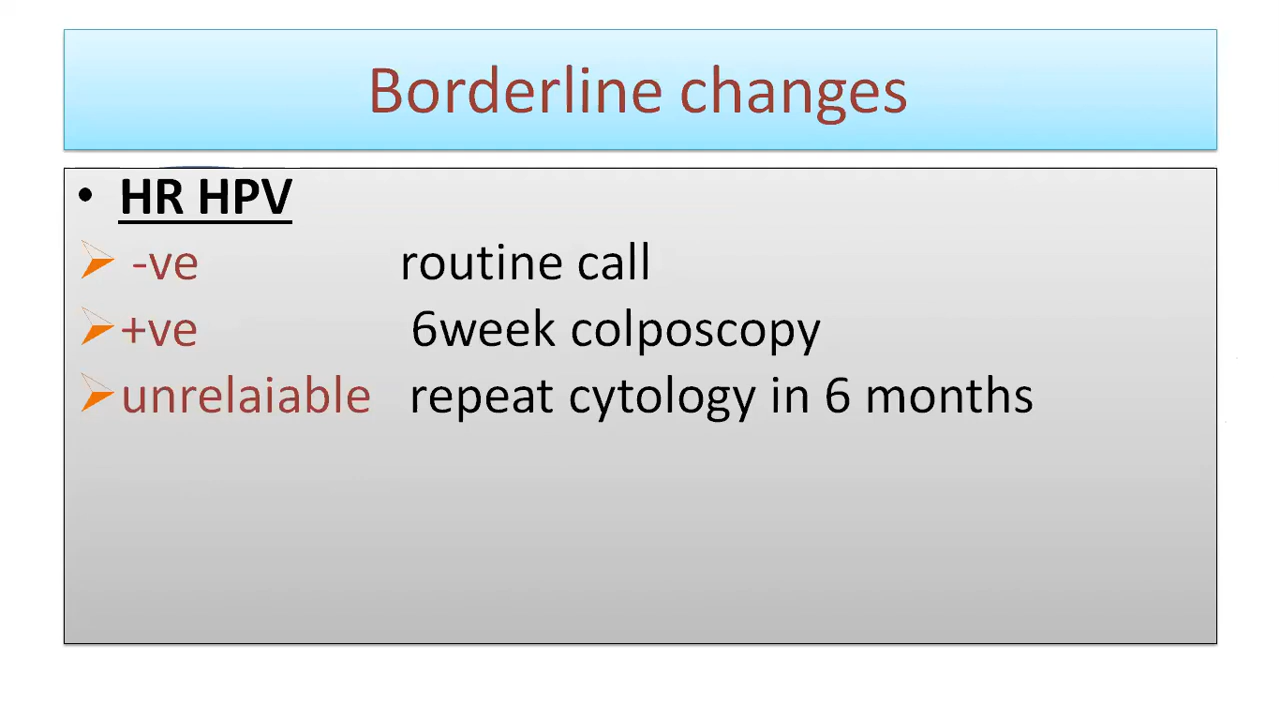 Borderline changes
• HR HPV
➢ -ve routine call
➢ +ve 6week colposcopy
➢ unrelaiable repeat cytology in 6 months